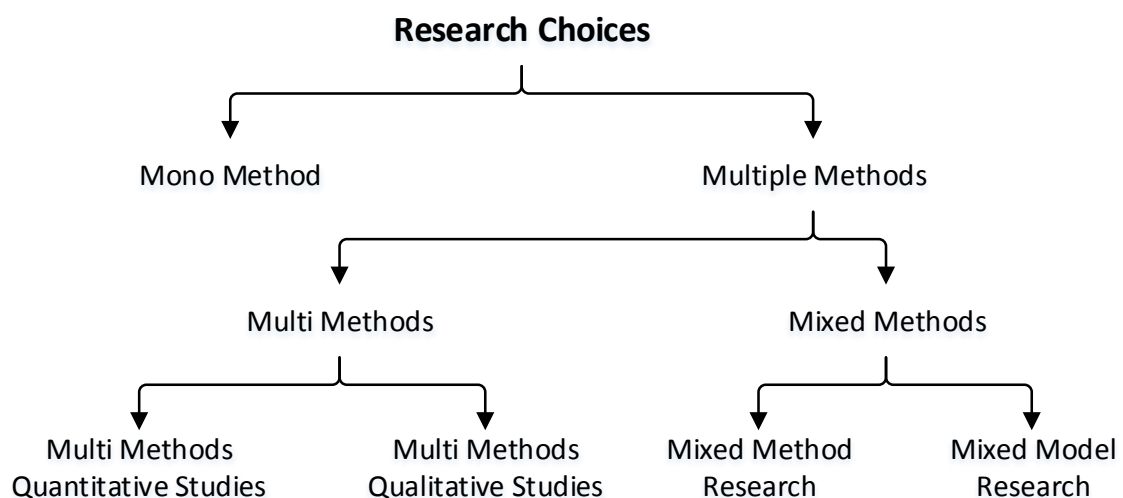 Research Choices
Mono Method
Multiple Methods
Multi Methods
Mixed Methods
Multi Methods
Quantitative Studies
Multi Methods
Qualitative Studies
Mixed Method
Research
Mixed Model
Research